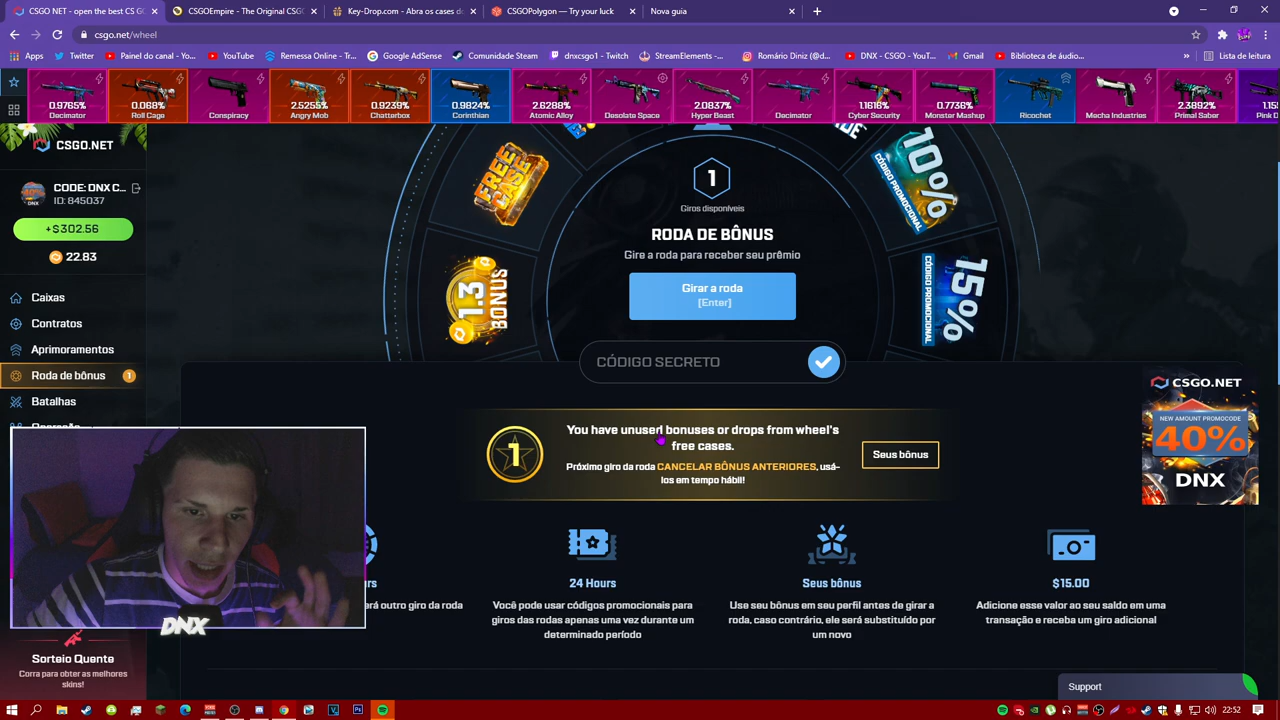 CSGO NET - open the best CS GO
CSGOEmpire - The Original CSGO
Key-Drop.com - Abra os cases do
CSGOPolygon — Try your luck
Nova guia
csgo.net/wheel
Apps
Twitter
Painel do canal - Yo...
YouTube
Remessa Online - Tr...
Google AdSense
Comunidade Steam
dnxcsgo1 - Twitch
StreamElements -
Romário Diniz (@d...
DNX - CSGO - YouT...
Gmail
Biblioteca de áudio...
Lista de leitura
0.9765%
0.068%
2.5255%
0.9239%
0.9824%
2.6288%
2.0837%
1.1616%
0.7736%
2.3892%
Decimator
Roll Cage
Conspiracy
Angry Mob
Chatterbox
Corinthian
Atomic Alloy
Desolate Space
Hyper Beast
Decimator
Cyber Security
Monster Mashup
Ricochet
Mecha Industries
Primal Saber
Pink D
CSGO.NET
CODE: DNX C...
ID: 845037
+$302.56
22.83
Caixas
Contratos
Aprimoramentos
Roda de bônus
1
Batalhas
FREE CASE
1.3 BONUS
10%
CÓDIGO PROMOCIONAL
15%
CÓDIGO PROMOCIONAL
1
Giros disponíveis
RODA DE BÔNUS
Gire a roda para receber seu prêmio
Girar a roda
[Enter]
CÓDIGO SECRETO
1
You have unused bonuses or drops from wheel's
free cases.
Próximo giro da roda CANCELAR BÔNUS ANTERIORES, usá-
los em tempo hábil!
Seus bônus
CSGO.NET
NEW AMOUNT PROMOCODE
40%
DNX
24 Hours
Você pode usar códigos promocionais para
giros das rodas apenas uma vez durante um
determinado período
Seus bônus
Use seu bônus em seu perfil antes de girar a
roda, caso contrário, ele será substituído por
um novo
$15.00
Adicione esse valor ao seu saldo em uma
transação e receba um giro adicional
será outro giro da roda
DNX
DNX
Sorteio Quente
Corra para obter as melhores
skins!
Support
22:52